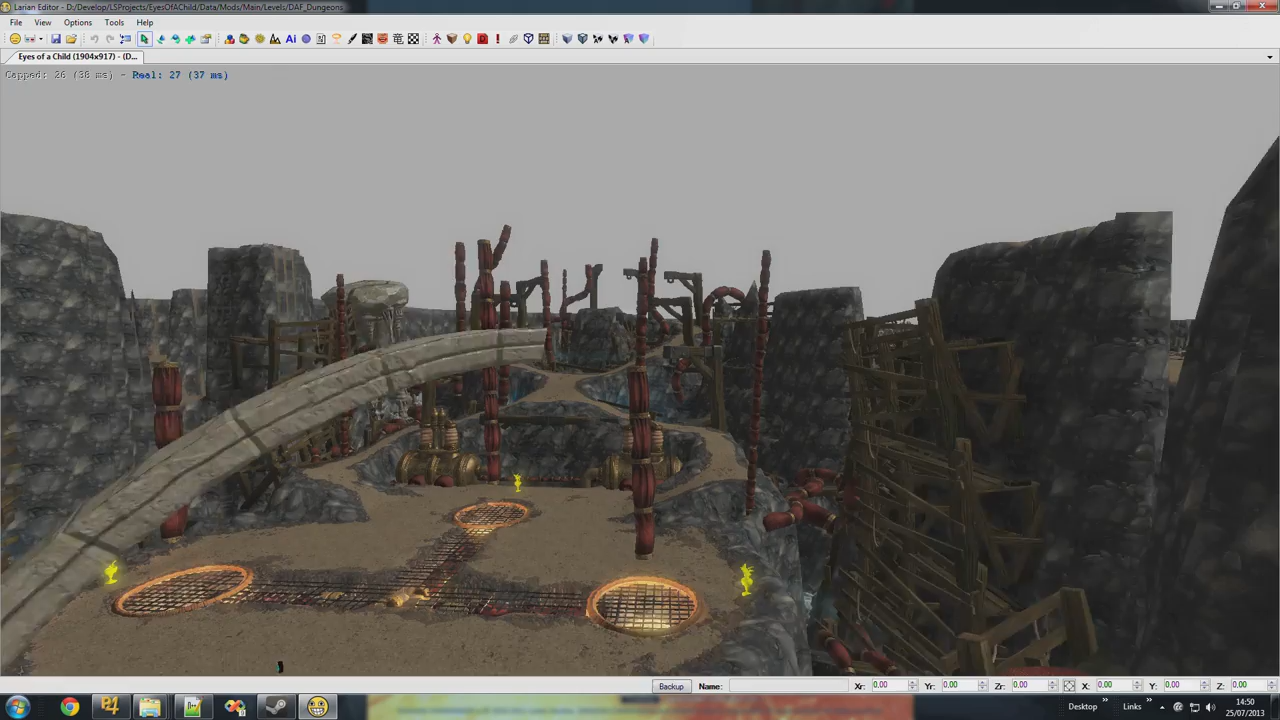 Larian Editor - D:/Develop/LSProjects/EyesOfAChild/Data/Mods/Main/Levels/DAF_Dungeons
File View Options Tools Help
Ai
Eyes of a Child (1904x917) - (D...
Capped: 26 (38 ms) - Real: 27 (37 ms)
Backup Name: Xr: 0.00 Yr: 0.00 Zr: 0.00 X: 0.00 Y: 0.00 Z: 0.00
Desktop Links 14:50
25/07/2013